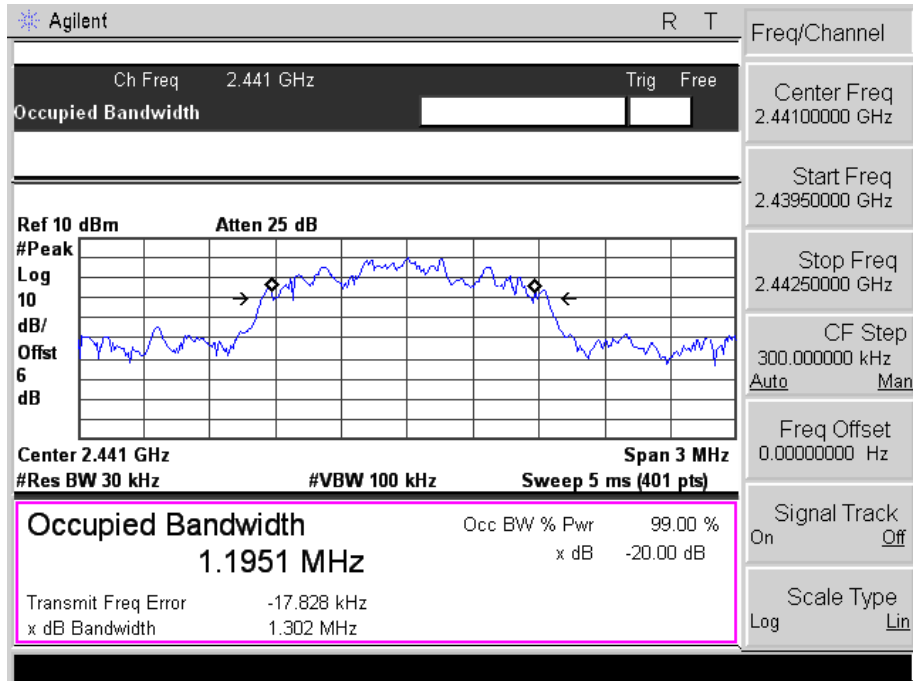 Agilent R T
Ch Freq 2.441 GHz Trig Free
Occupied Bandwidth
Ref 10 dBm Atten 25 dB
#Peak
Log
10
dB/
Offst
6
dB
Center 2.441 GHz Span 3 MHz
#Res BW 30 kHz #VBW 100 kHz Sweep 5 ms (401 pts)
Occupied Bandwidth
1.1951 MHz
Occ BW % Pwr 99.00 %
x dB -20.00 dB
Transmit Freq Error -17.828 kHz
x dB Bandwidth 1.302 MHz
Freq/Channel
Center Freq
2.44100000 GHz
Start Freq
2.43950000 GHz
Stop Freq
2.44250000 GHz
CF Step
300.000000 kHz
Auto Man
Freq Offset
0.00000000 Hz
Signal Track
On Off
Scale Type
Log Lin